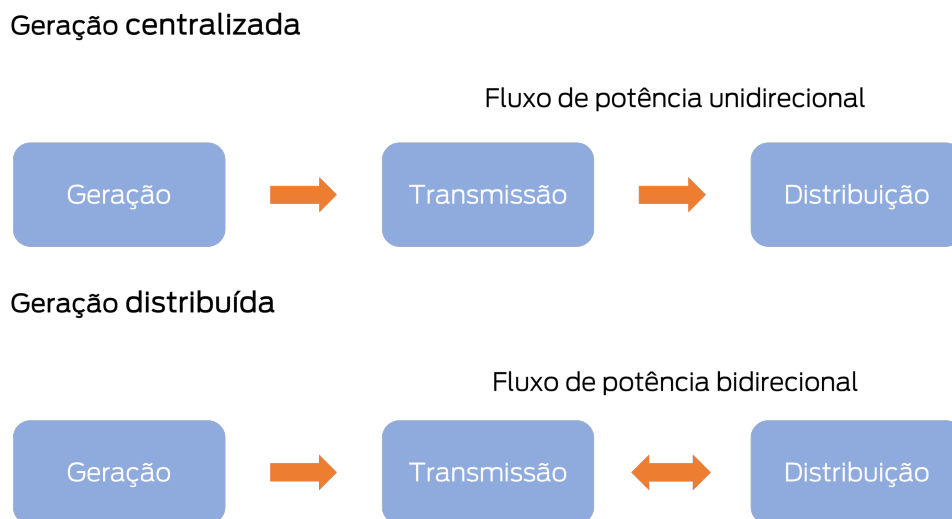 Geração centralizada
Fluxo de potência unidirecional
Geração
Transmissão
Distribuição
Geração distribuída
Fluxo de potência bidirecional
Geração
Transmissão
Distribuição